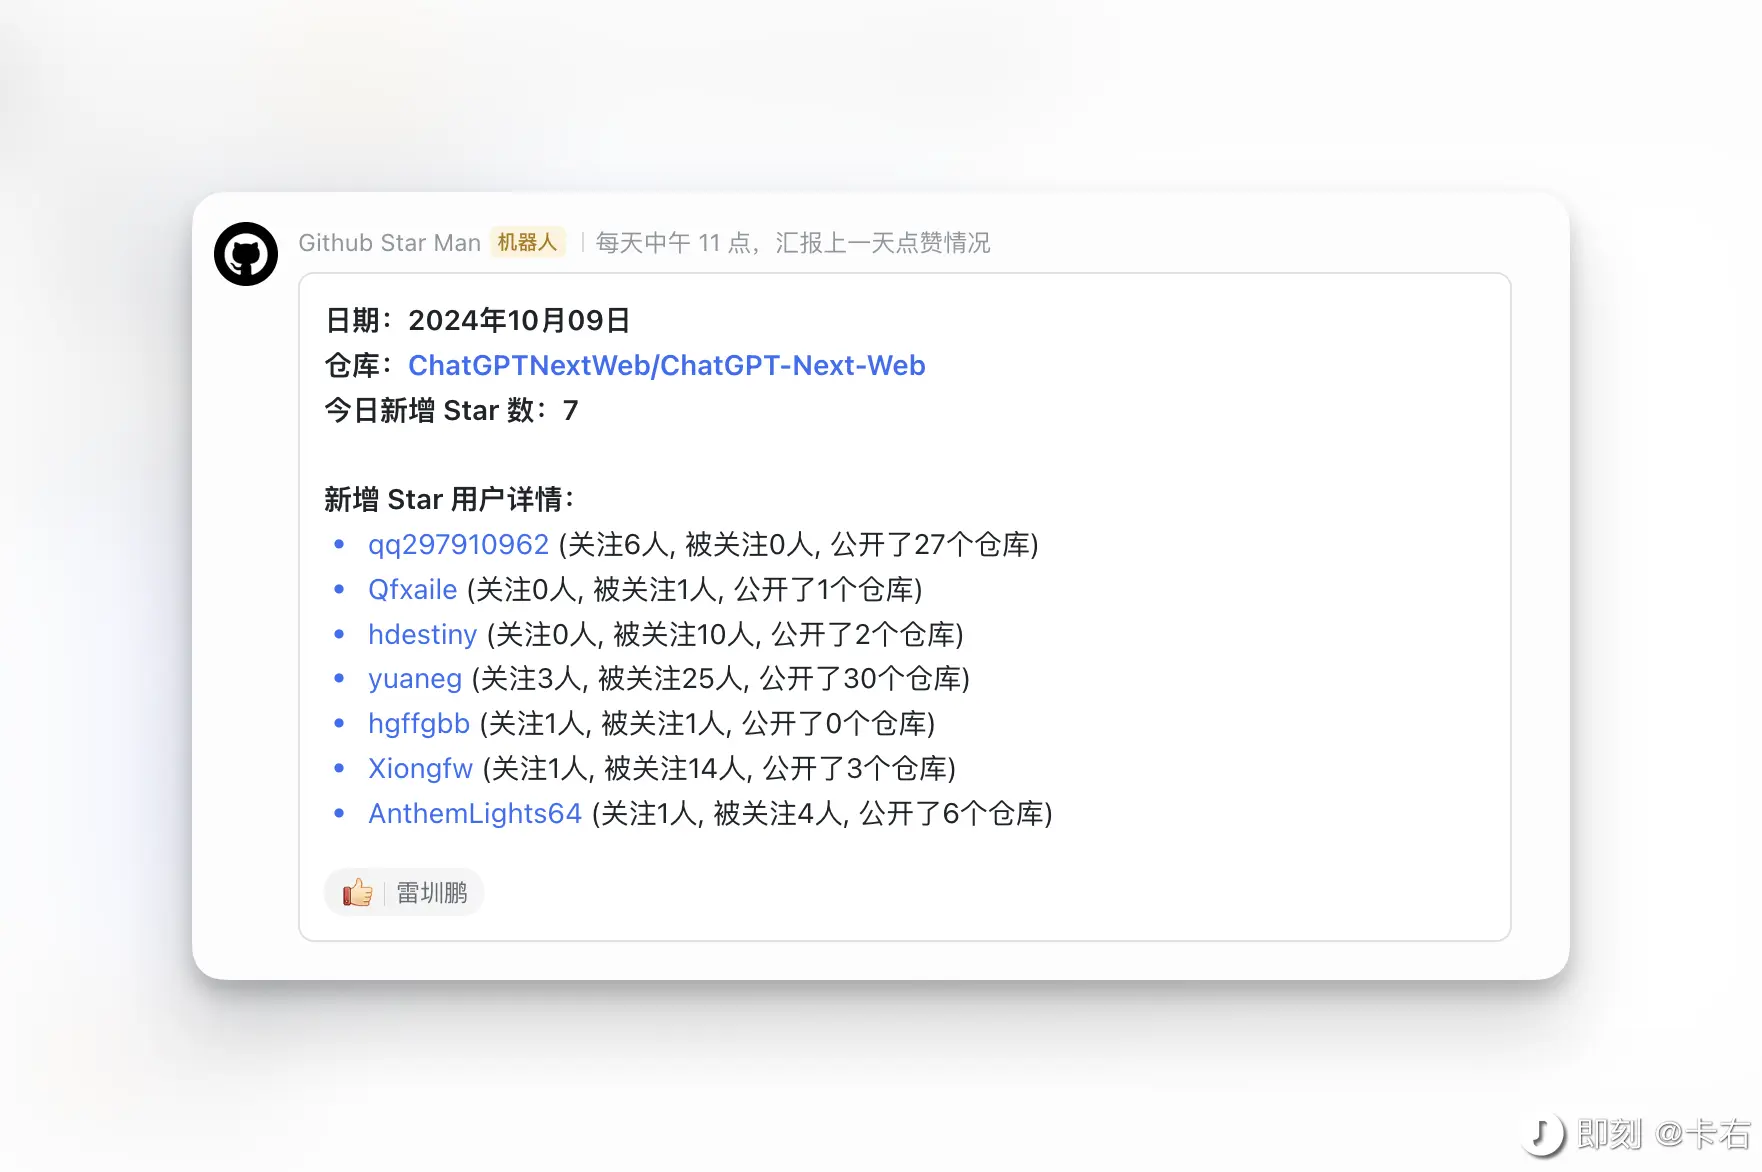 Github Star Man 机器人 | 每天中午 11 点，汇报上一天点赞情况
日期：2024年10月09日
仓库：ChatGPTNextWeb/ChatGPT-Next-Web
今日新增 Star 数：7
新增 Star 用户详情：
• qq297910962 (关注6人, 被关注0人, 公开了27个仓库)
• Qfxaile (关注0人, 被关注1人, 公开了1个仓库)
• hdestiny (关注0人, 被关注10人, 公开了2个仓库)
• yuaneg (关注3人, 被关注25人, 公开了30个仓库)
• hgffgbb (关注1人, 被关注1人, 公开了0个仓库)
• Xiongfw (关注1人, 被关注14人, 公开了3个仓库)
• AnthemLights64 (关注1人, 被关注4人, 公开了6个仓库)
雷圳鹏
即刻 @卡右